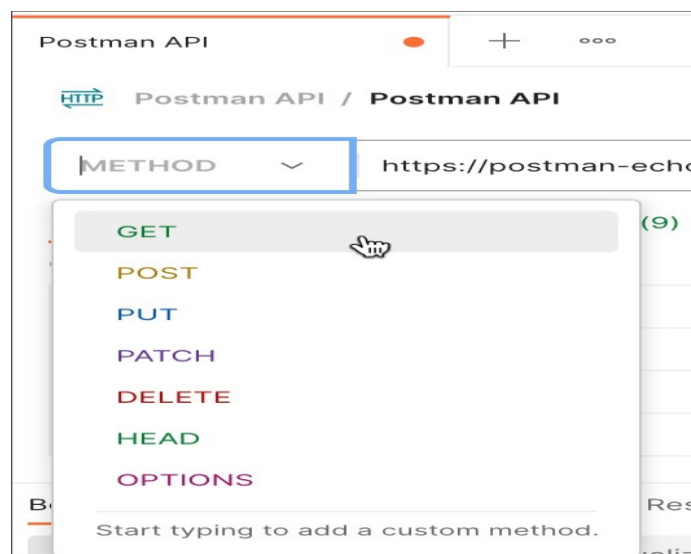 Postman API
HTTP Postman API / Postman API
METHOD https://postman-echo
(9)
GET
POST
PUT
PATCH
DELETE
HEAD
OPTIONS
Start typing to add a custom method.